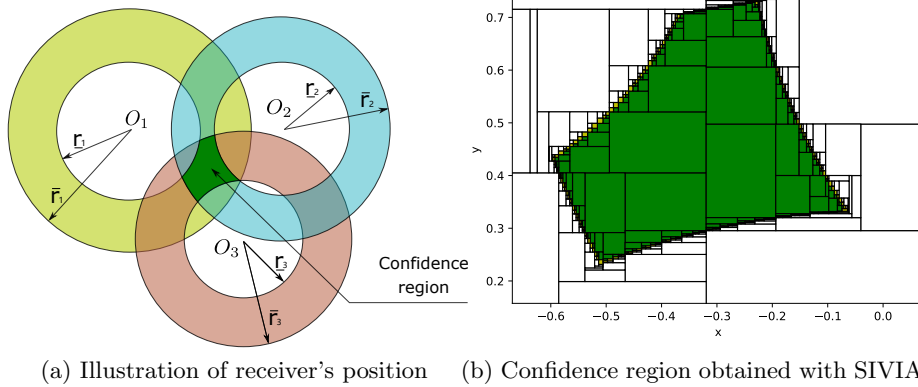 O1
r1
r̄1
O2
r2
r̄2
O3
r3
r̄3
Confidence
region
(a) Illustration of receiver's position
0.7
0.6
0.5
0.4
0.3
0.2
y
−0.6 −0.5 −0.4 −0.3 −0.2 −0.1 0.0
x
(b) Confidence region obtained with SIVIA